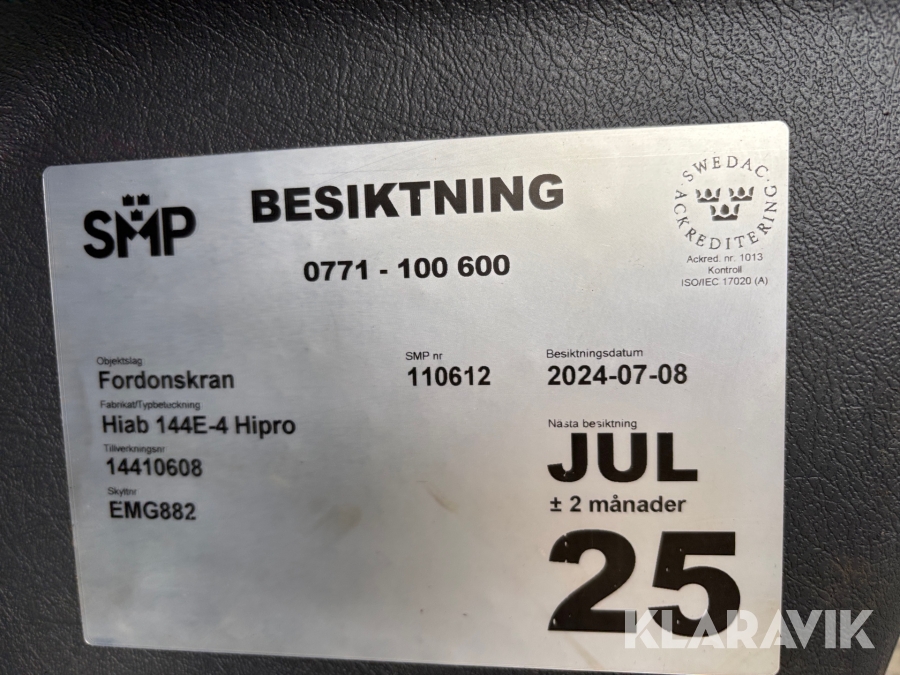 SMP
BESIKTNING
0771 - 100 600
SWEDAC
ACKREDITERING
Ackred. nr. 1013
Kontroll
ISO/IEC 17020 (A)
Objektslag
Fordonskran
SMP nr
110612
Besiktningsdatum
2024-07-08
Fabrikat/Typbeteckning
Hiab 144E-4 Hipro
Tillverkningsnr
14410608
Skyltnr
EMG882
Nästa besiktning
JUL
± 2 månader
25
KLARAVIK